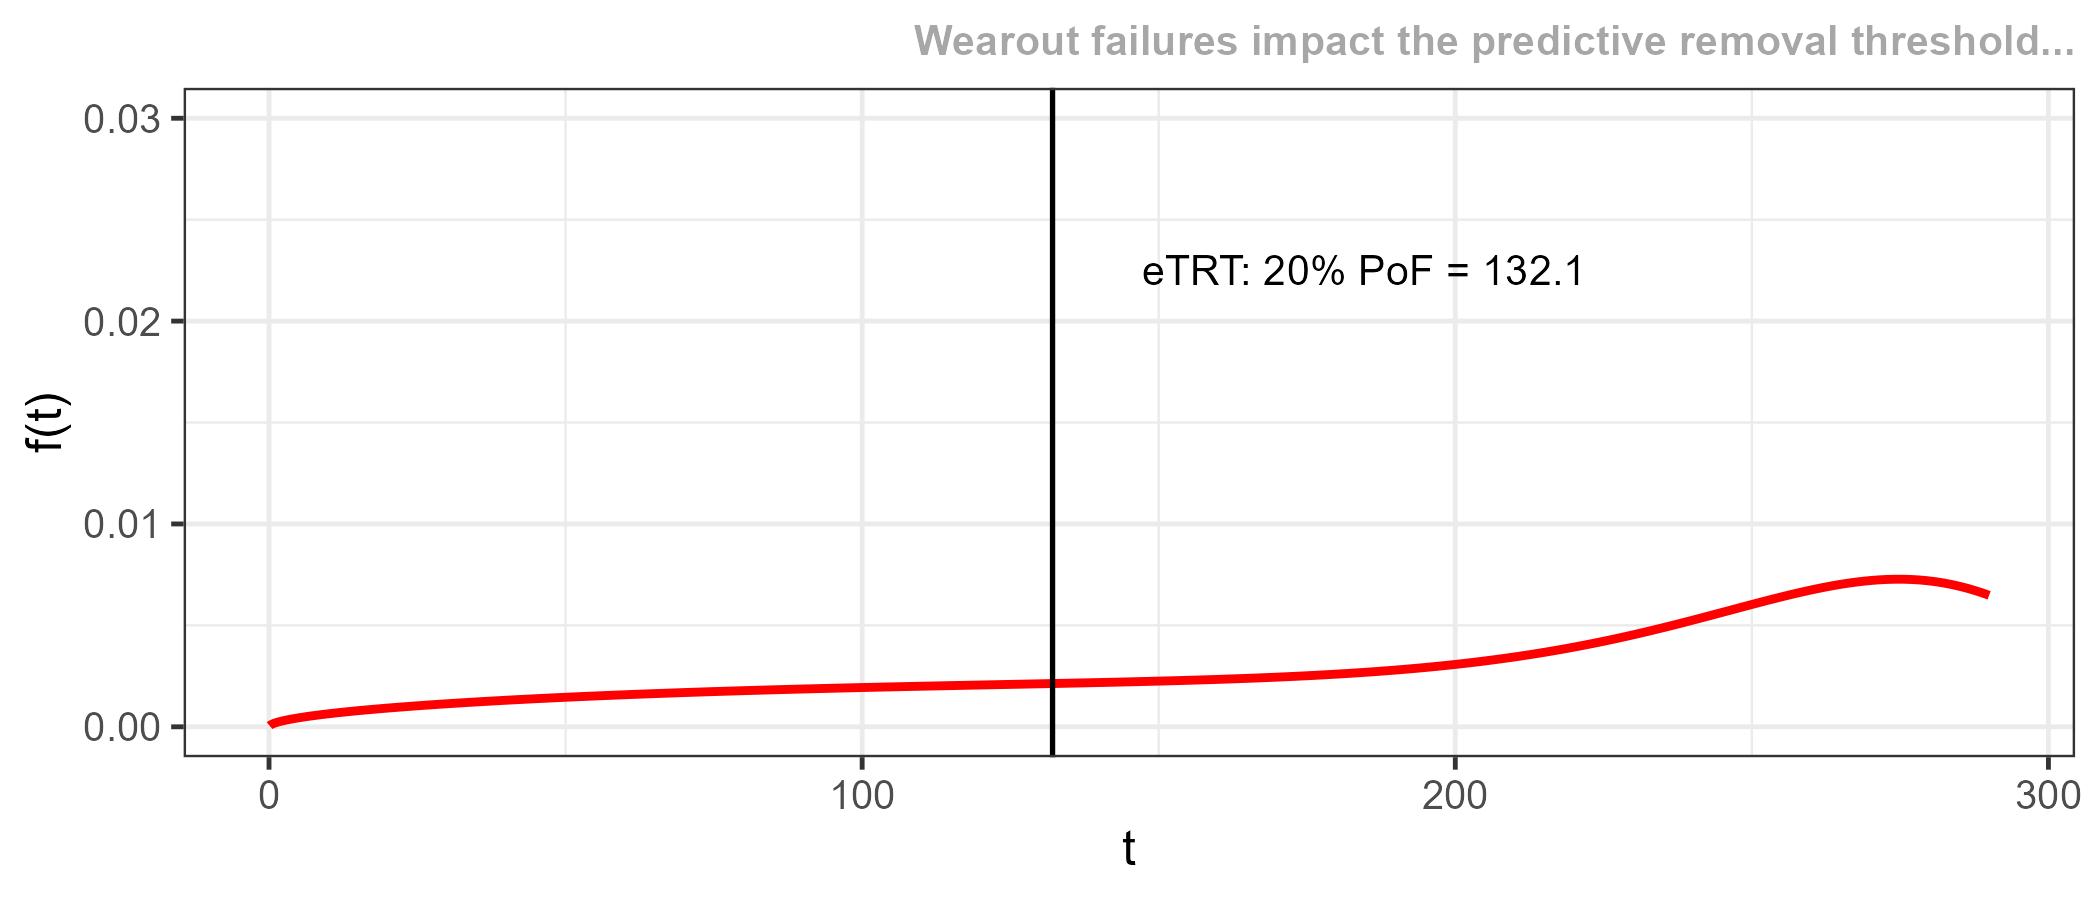 Wearout failures impact the predictive removal threshold...
0.03
0.02
0.01
0.00
f(t)
eTRT: 20% PoF = 132.1
0 100 200 300
t